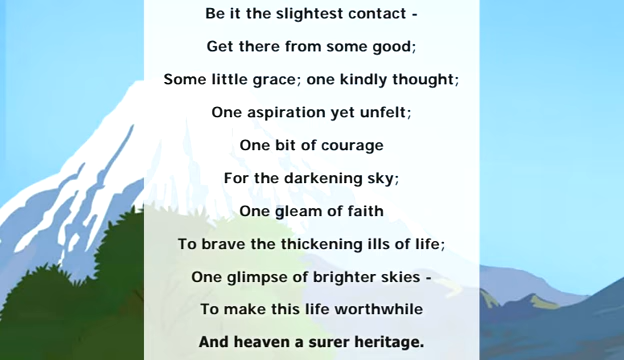 Be it the slightest contact -
Get there from some good;
Some little grace; one kindly thought;
One aspiration yet unfelt;
One bit of courage
For the darkening sky;
One gleam of faith
To brave the thickening ills of life;
One glimpse of brighter skies -
To make this life worthwhile
And heaven a surer heritage.